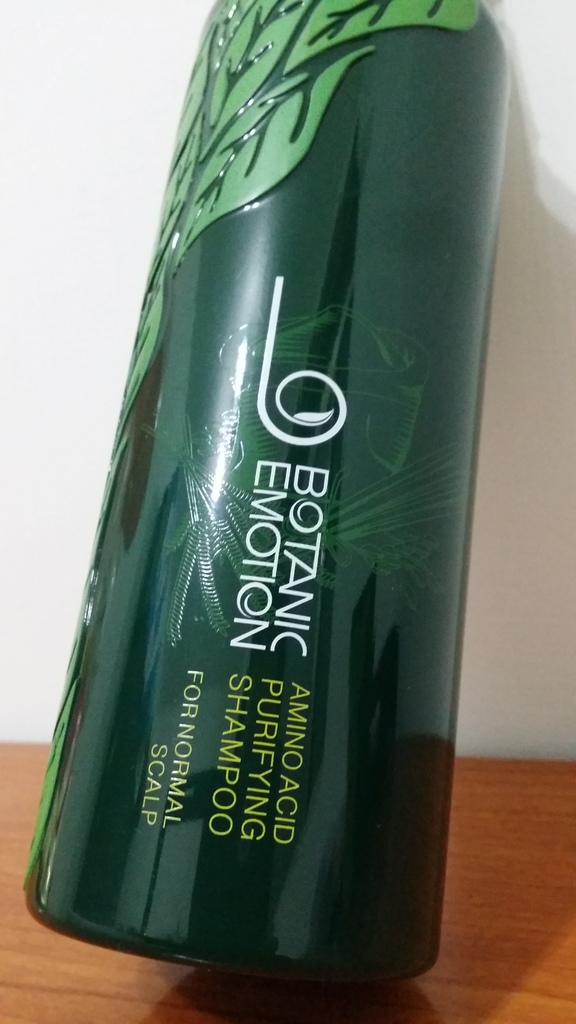 BOTANIC
EMOTION
AMINO ACID
PURIFYING
SHAMPOO
FOR NORMAL
SCALP